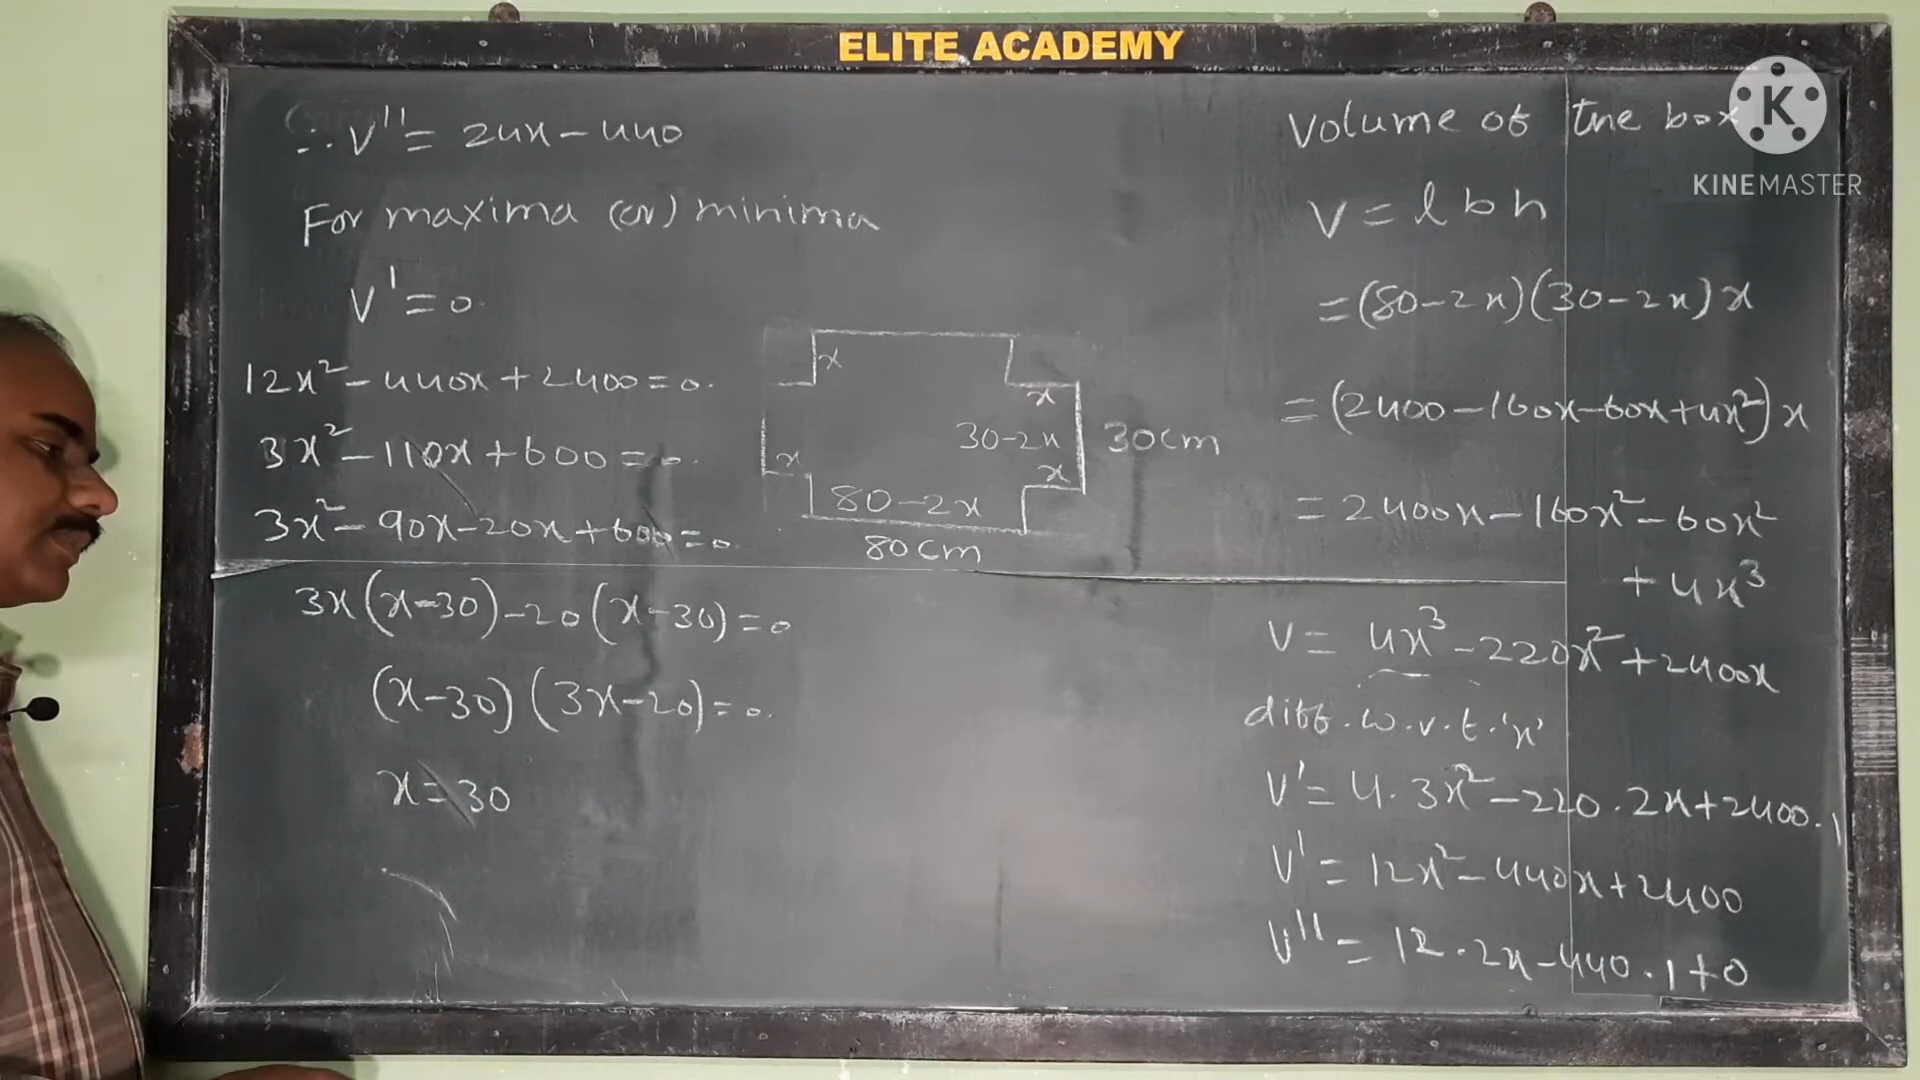 ELITE ACADEMY
KINEMASTER
∴ V'' = 24x - 440
For maxima (or) minima
V' = 0.
12x² - 440x + 2400 = 0.
3x² - 110x + 600 = 0.
3x² - 90x - 20x + 600 = 0.
3x(x-30) - 20(x-30) = 0
(x-30)(3x-20) = 0.
x = 30
x
x
30-2x
30cm
x
x
80-2x
80cm
Volume of the box
V = l b h
= (80-2x)(30-2x)x
= (2400-160x-60x+4x²)x
= 2400x - 160x² - 60x²
+ 4x³
V = 4x³ - 220x² + 2400x
diff. w.r.t. 'x'
V' = 4.3x² - 220.2x + 2400.1
V' = 12x² - 440x + 2400
V'' = 12.2x - 440.1 + 0